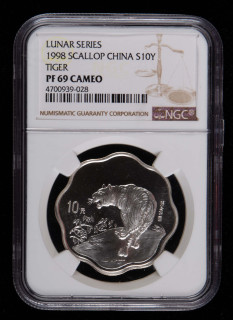 LUNAR SERIES
1998 SCALLOP CHINA S10Y
TIGER
PF 69 CAMEO
4700939-028
NUMISMATIC GUARANTY CORPORATION
NGC
10元